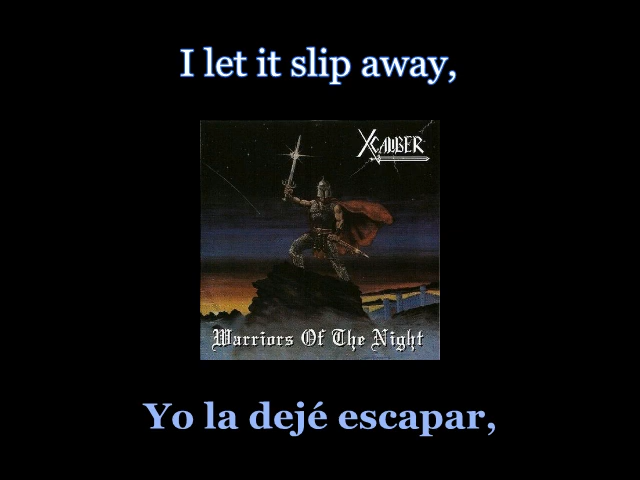 I let it slip away,
XCALIBER
Warriors Of The Night
Yo la dejé escapar,